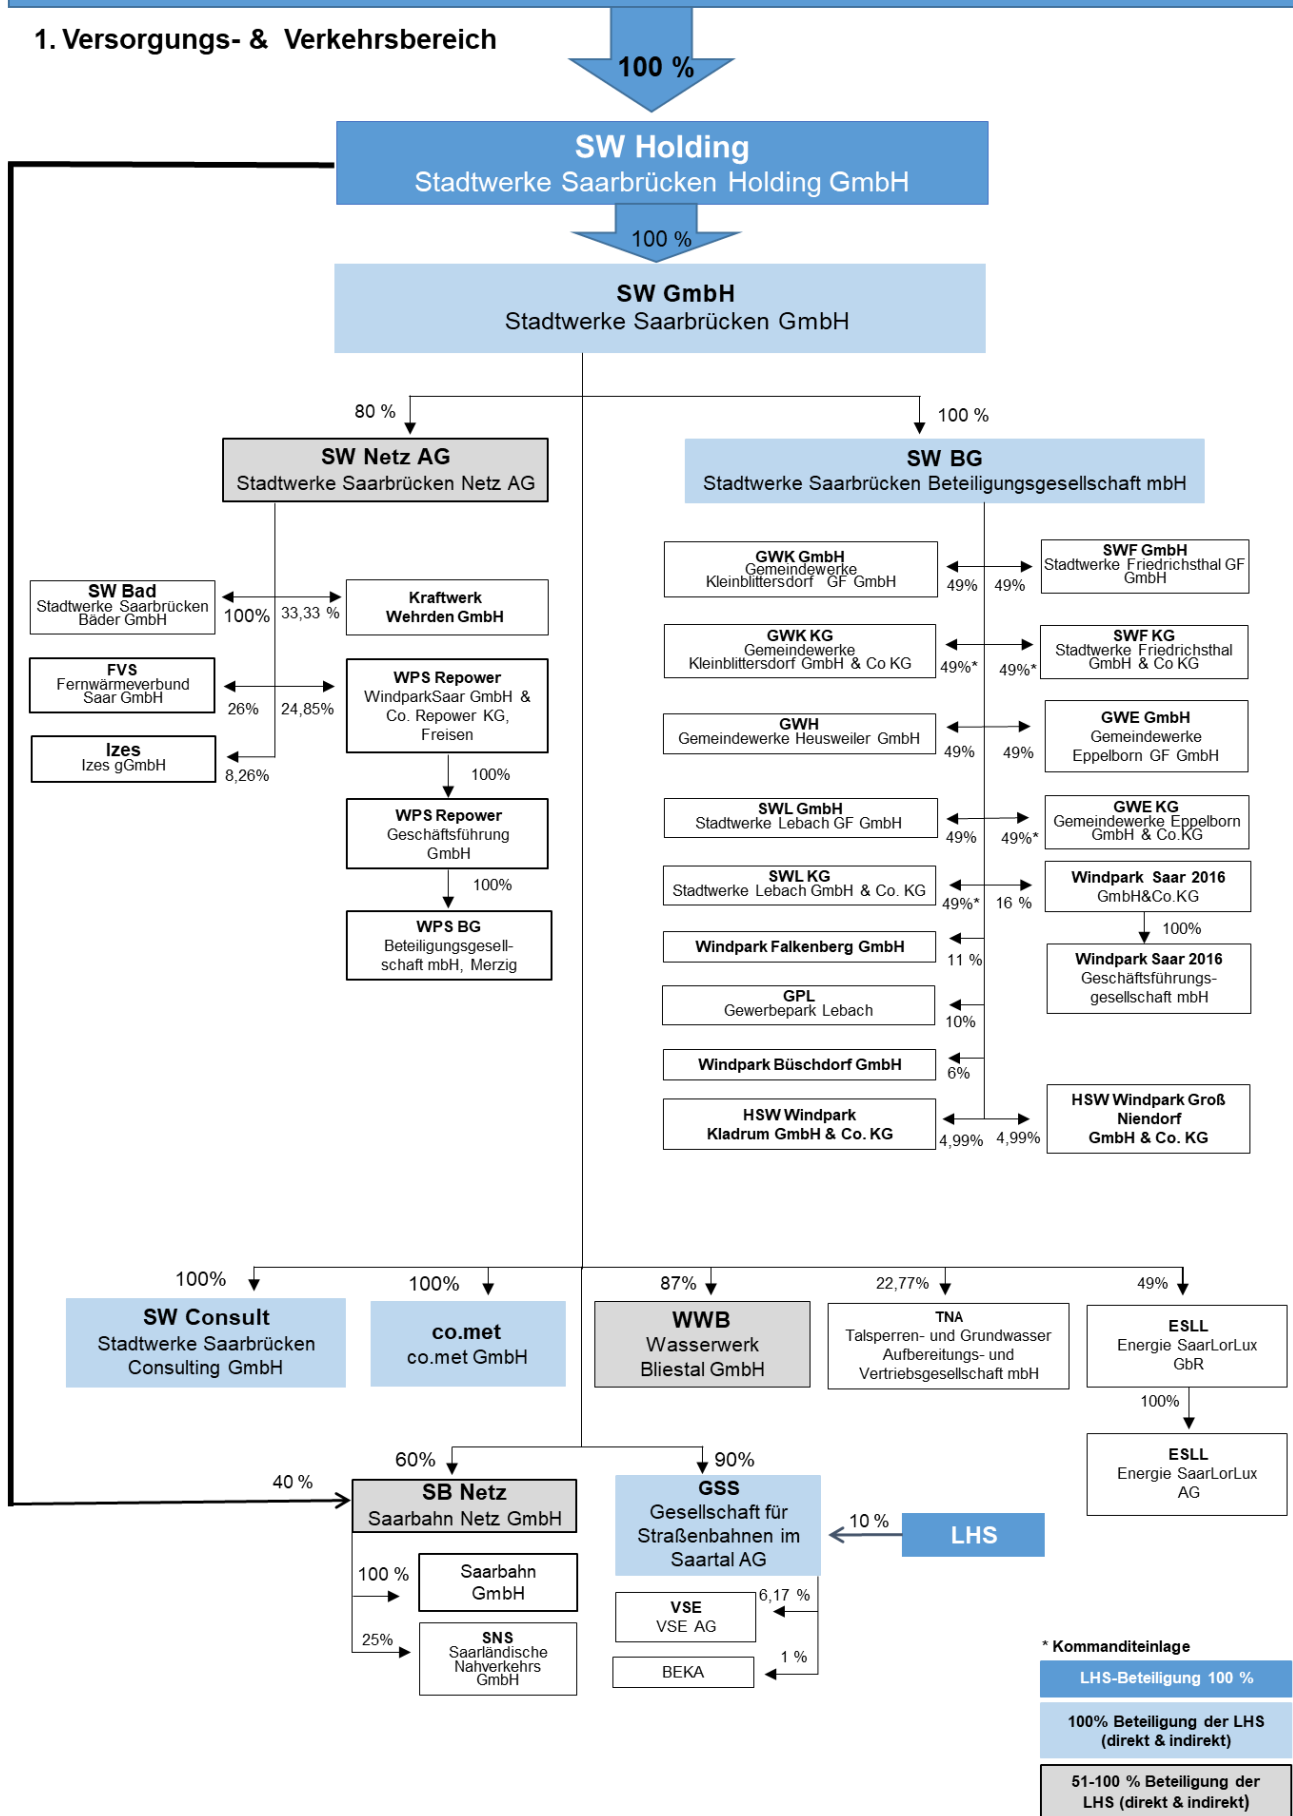 1. Versorgungs- & Verkehrsbereich
100 %
SW Holding
Stadtwerke Saarbrücken Holding GmbH
100 %
SW GmbH
Stadtwerke Saarbrücken GmbH
80 %
100 %
SW Netz AG
Stadtwerke Saarbrücken Netz AG
SW BG
Stadtwerke Saarbrücken Beteiligungsgesellschaft mbH
SW Bad
Stadtwerke Saarbrücken
Bäder GmbH
100%
33,33 %
Kraftwerk
Wehrden GmbH
FVS
Fernwärmeverbund
Saar GmbH
26%
24,85%
WPS Repower
WindparkSaar GmbH &
Co. Repower KG,
Freisen
Izes
Izes gGmbH
8,26%
100%
WPS Repower
Geschäftsführung
GmbH
100%
WPS BG
Beteiligungsgesell-
schaft mbH, Merzig
GWK GmbH
Gemeindewerke
Kleinblittersdorf GF GmbH
49%
49%
SWF GmbH
Stadtwerke Friedrichsthal GF
GmbH
GWK KG
Gemeindewerke
Kleinblittersdorf GmbH & Co KG
49%*
49%*
SWF KG
Stadtwerke Friedrichsthal
GmbH & Co KG
GWH
Gemeindewerke Heusweiler GmbH
49%
49%
GWE GmbH
Gemeindewerke
Eppelborn GF GmbH
SWL GmbH
Stadtwerke Lebach GF GmbH
49%
49%*
GWE KG
Gemeindewerke Eppelborn
GmbH & Co.KG
SWL KG
Stadtwerke Lebach GmbH & Co. KG
49%*
16 %
Windpark Saar 2016
GmbH&Co.KG
100%
Windpark Falkenberg GmbH
11 %
Windpark Saar 2016
Geschäftsführungs-
gesellschaft mbH
GPL
Gewerbepark Lebach
10%
Windpark Büschdorf GmbH
6%
HSW Windpark
Kladrum GmbH & Co. KG
4,99%
4,99%
HSW Windpark Groß
Niendorf
GmbH & Co. KG
100%
100%
87%
22,77%
49%
SW Consult
Stadtwerke Saarbrücken
Consulting GmbH
co.met
co.met GmbH
WWB
Wasserwerk
Bliestal GmbH
TNA
Talsperren- und Grundwasser
Aufbereitungs- und
Vertriebsgesellschaft mbH
ESLL
Energie SaarLorLux
GbR
100%
ESLL
Energie SaarLorLux
AG
60%
90%
40 %
SB Netz
Saarbahn Netz GmbH
GSS
Gesellschaft für
Straßenbahnen im
Saartal AG
10 %
LHS
100 %
Saarbahn
GmbH
25%
SNS
Saarländische
Nahverkehrs
GmbH
6,17 %
VSE
VSE AG
1 %
BEKA
* Kommanditeinlage
LHS-Beteiligung 100 %
100% Beteiligung der LHS
(direkt & indirekt)
51-100 % Beteiligung der
LHS (direkt & indirekt)